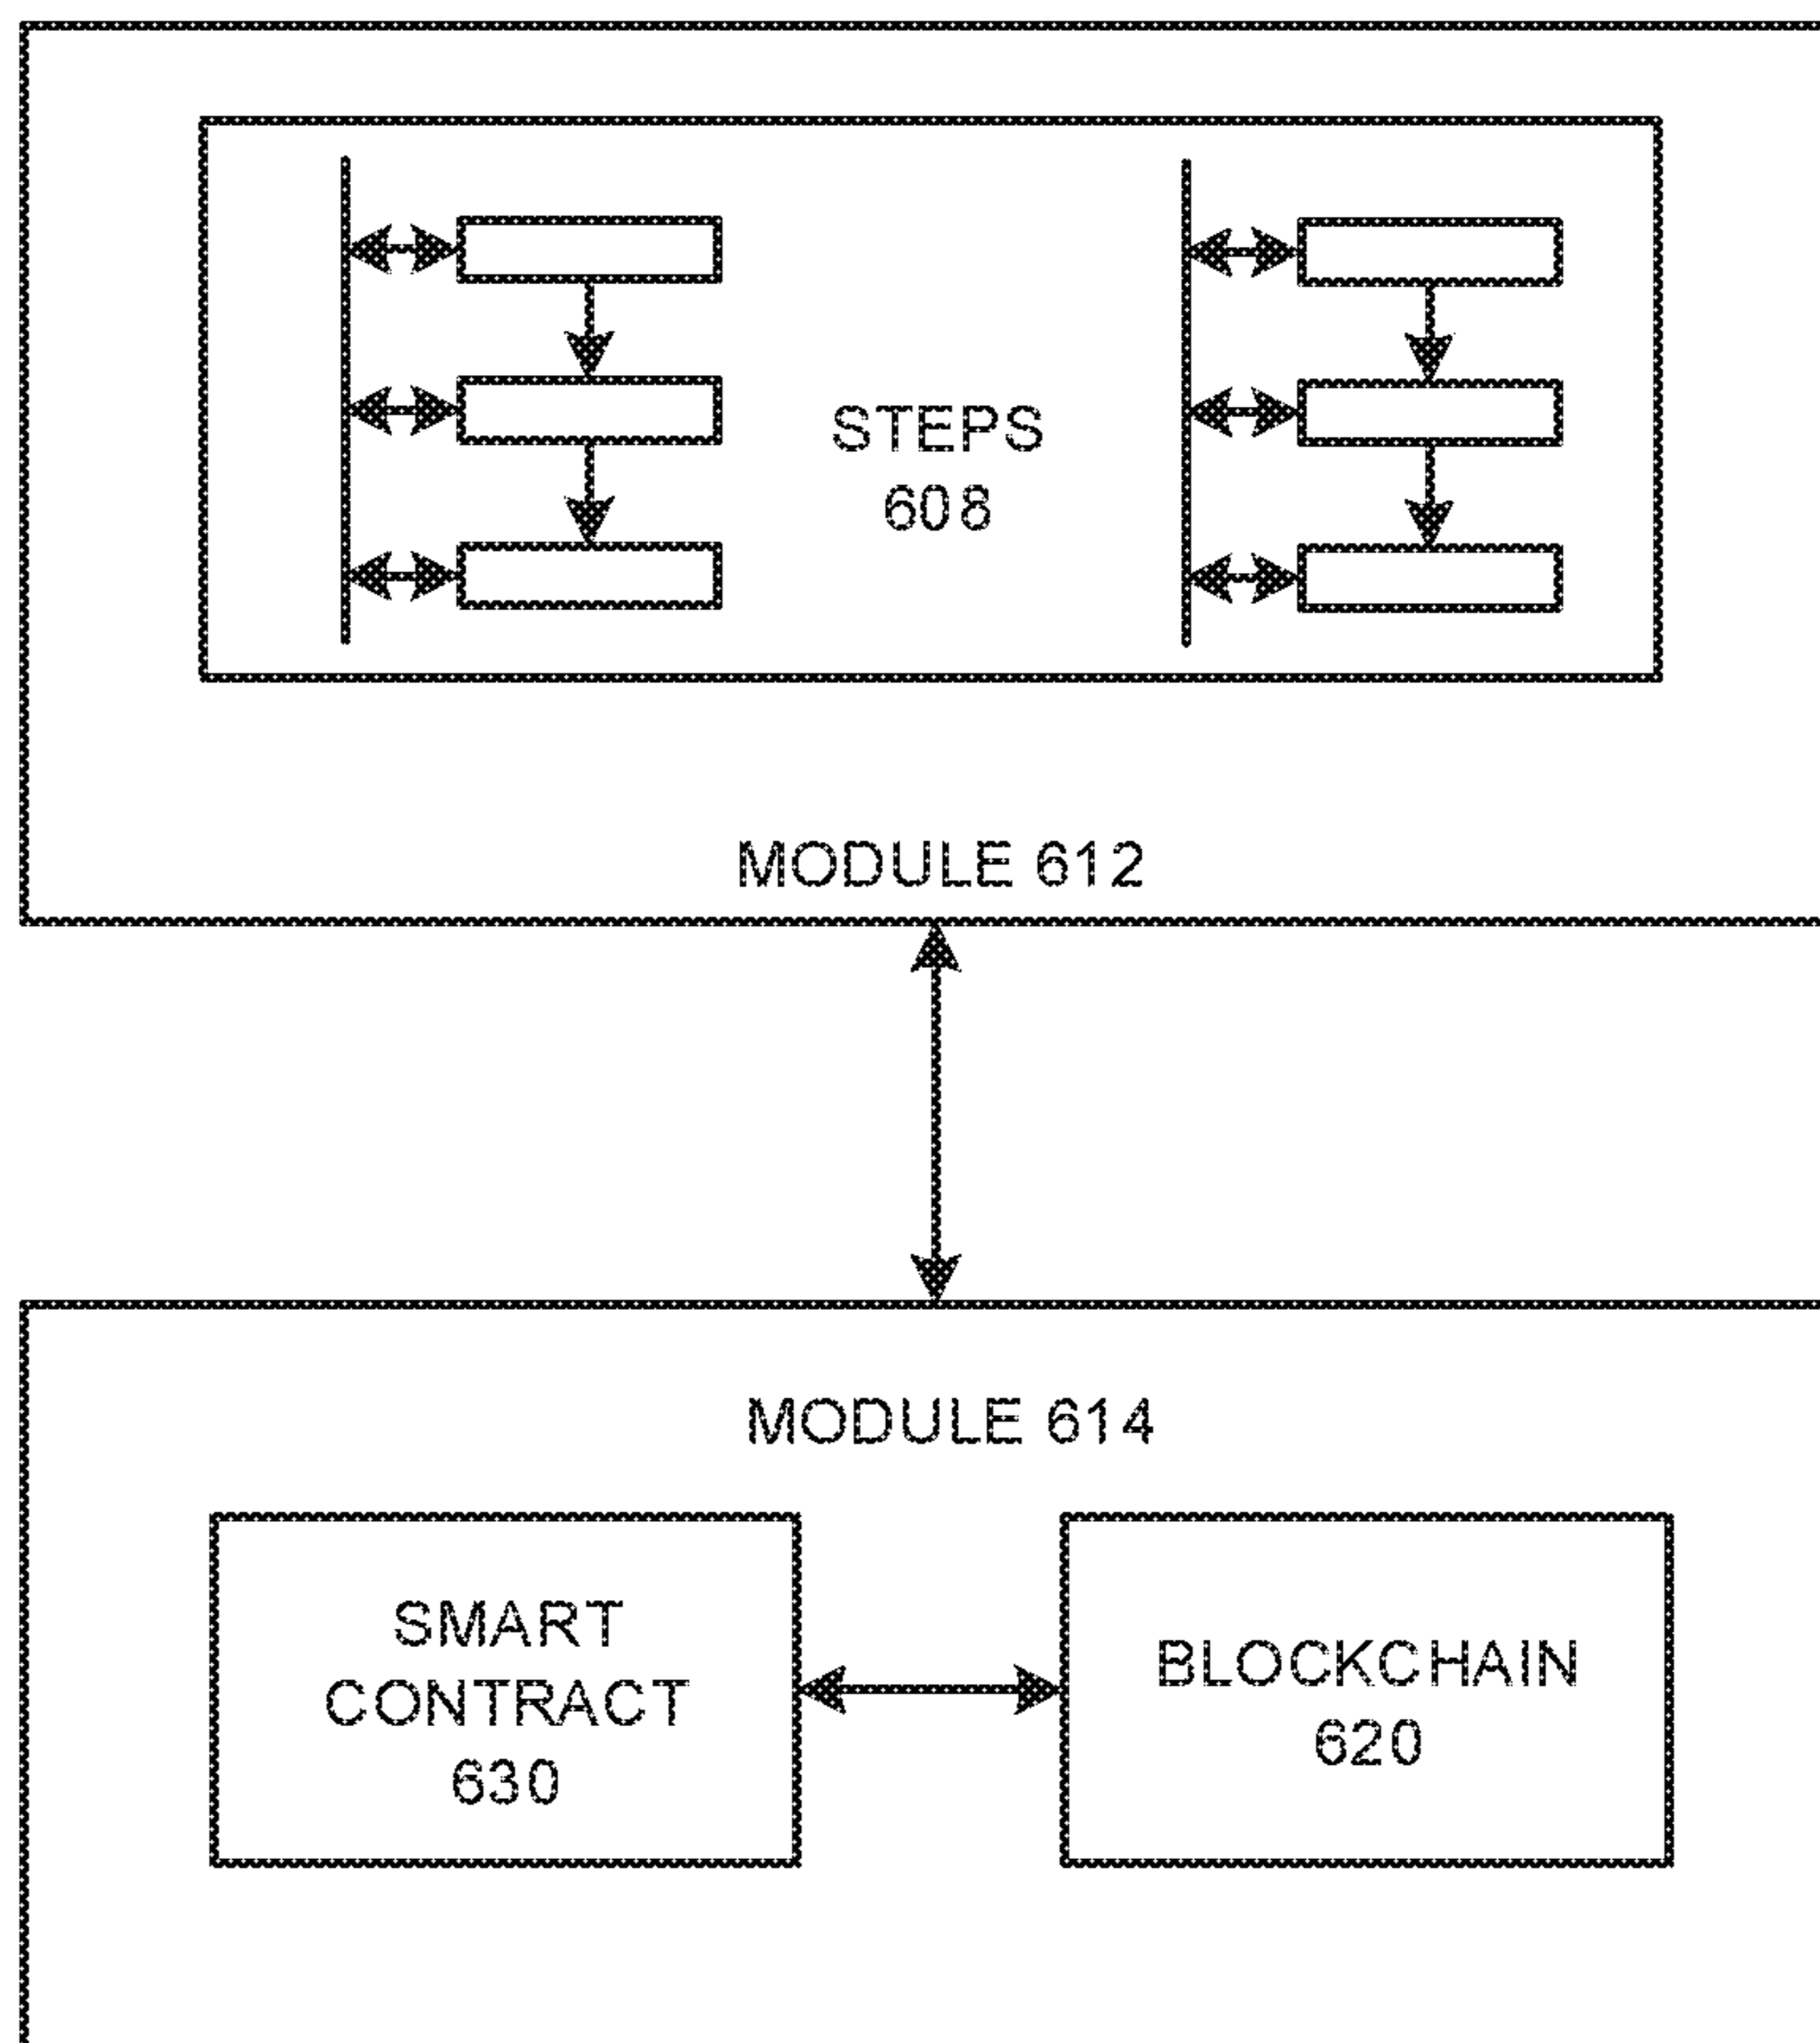 STEPS
608
MODULE 612
MODULE 614
SMART
CONTRACT
630
BLOCKCHAIN
620